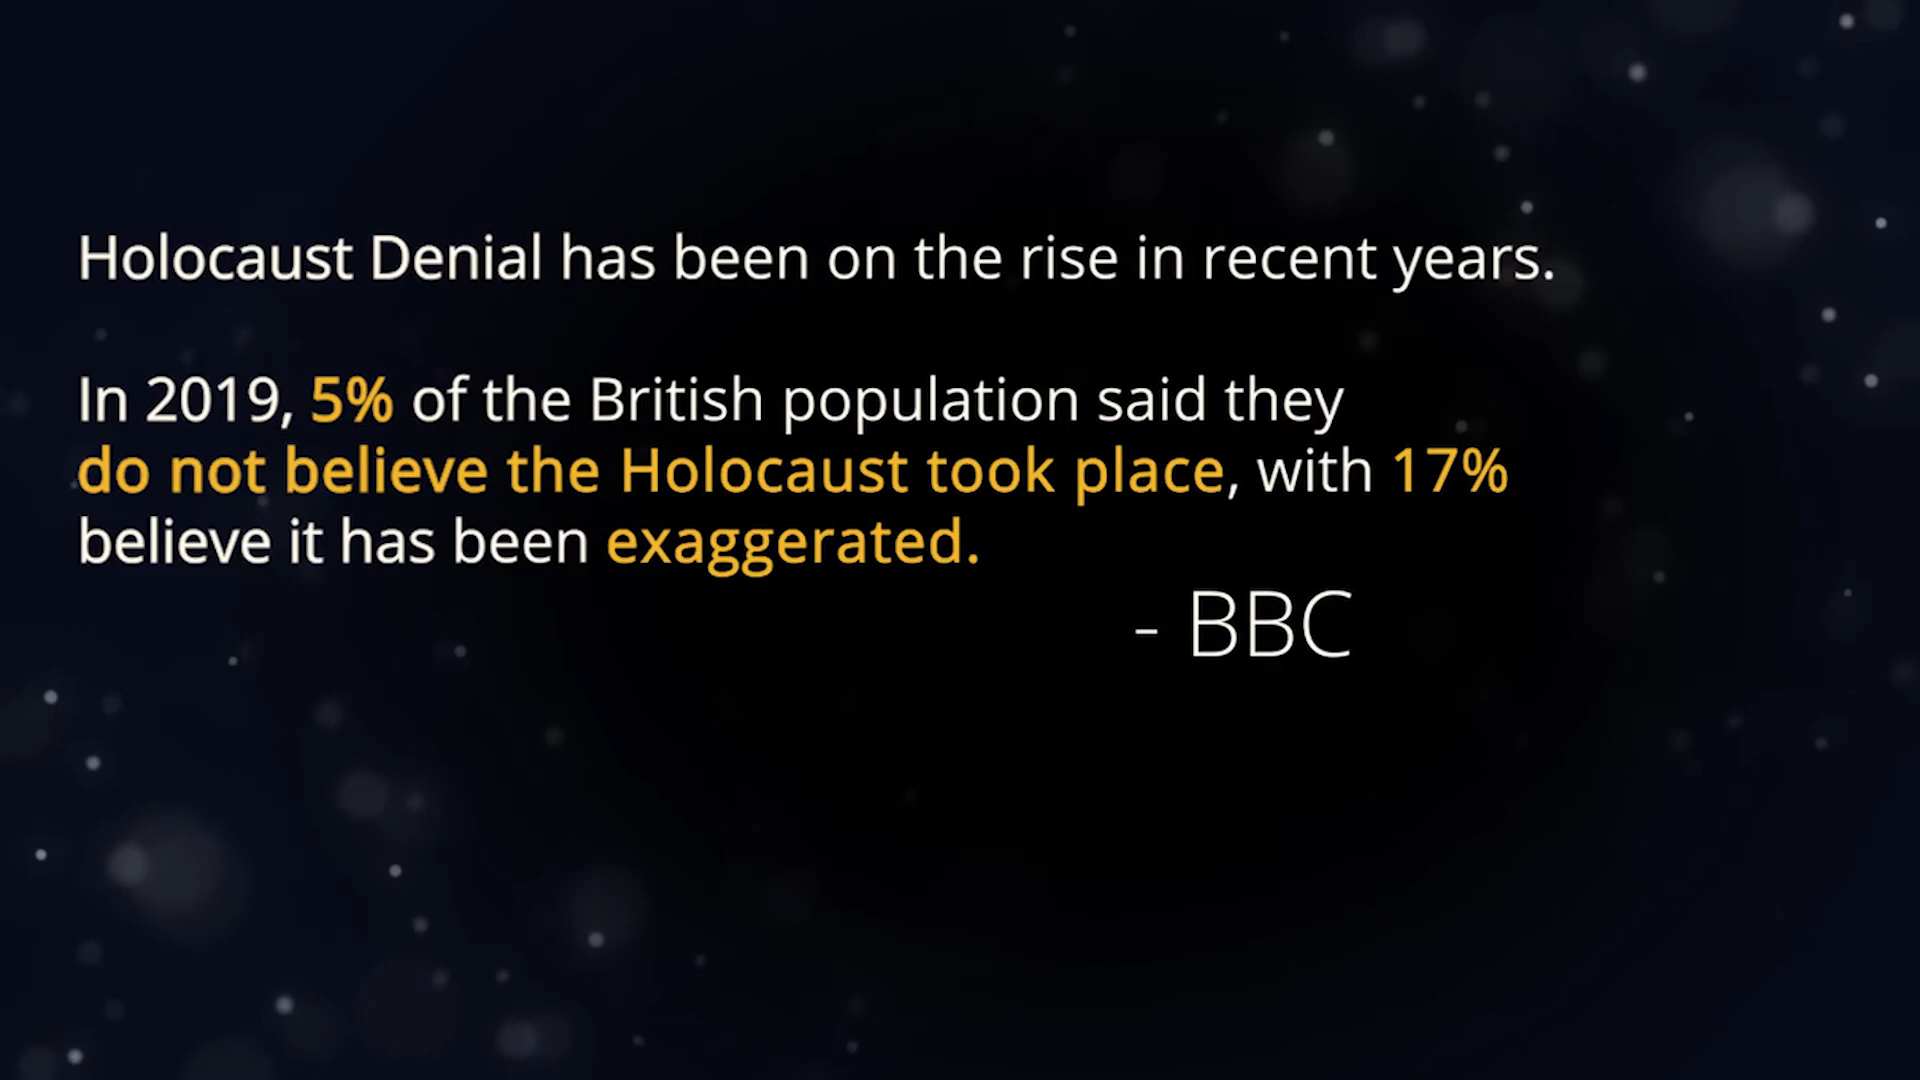 Holocaust Denial has been on the rise in recent years.
In 2019, 5% of the British population said they
do not believe the Holocaust took place, with 17%
believe it has been exaggerated.
- BBC